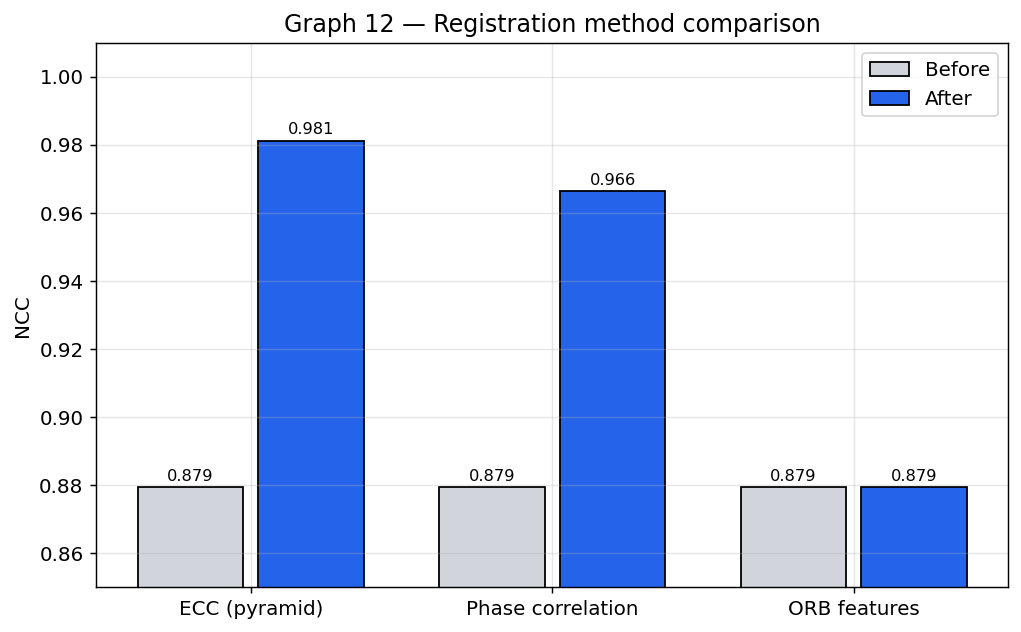 Graph 12 — Registration method comparison
NCC
1.00
0.98
0.96
0.94
0.92
0.90
0.88
0.86
Before
After
0.879
0.981
0.879
0.966
0.879
0.879
ECC (pyramid)
Phase correlation
ORB features